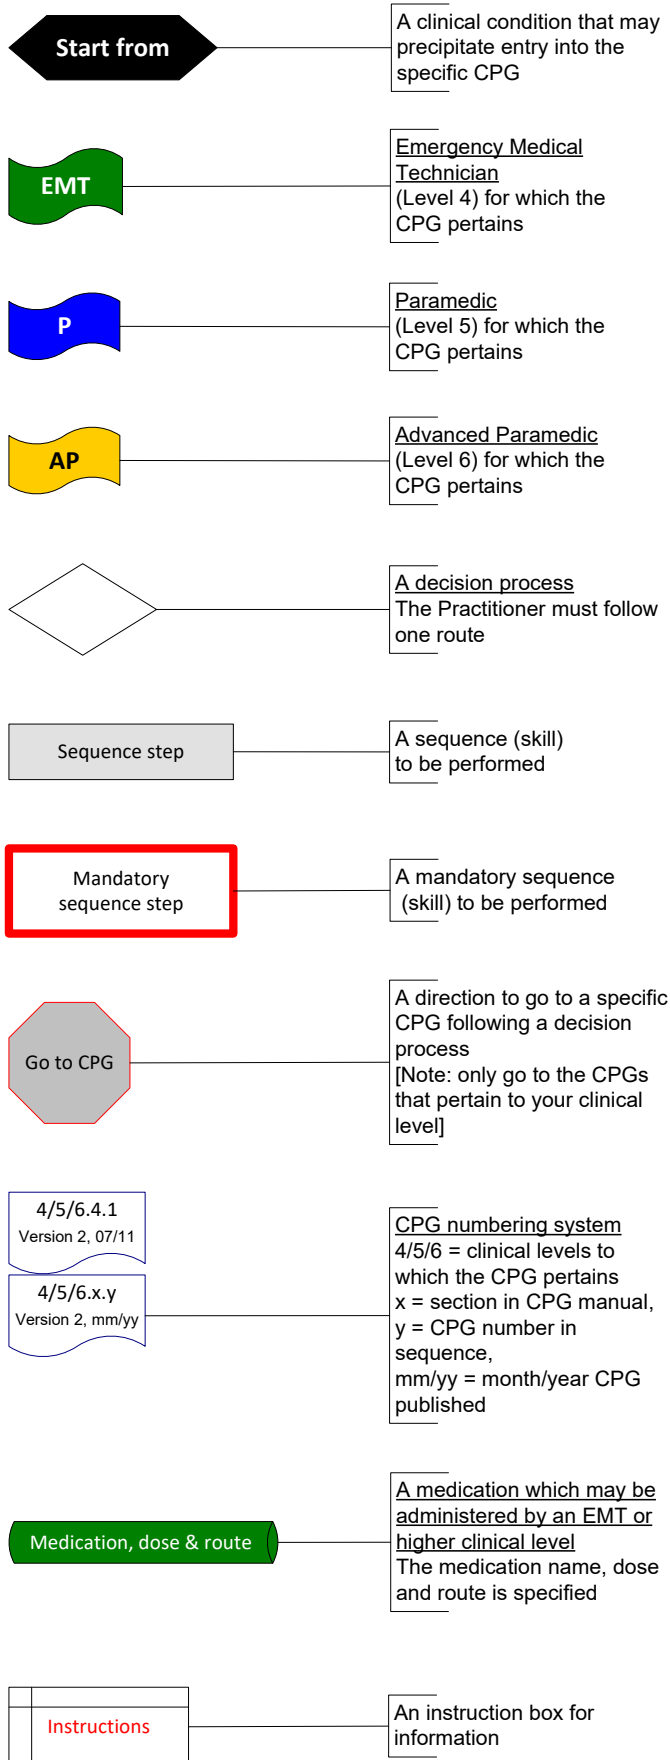 Start from
A clinical condition that may
precipitate entry into the
specific CPG
EMT
Emergency Medical
Technician
(Level 4) for which the
CPG pertains
P
Paramedic
(Level 5) for which the
CPG pertains
AP
Advanced Paramedic
(Level 6) for which the
CPG pertains
A decision process
The Practitioner must follow
one route
Sequence step
A sequence (skill)
to be performed
Mandatory
sequence step
A mandatory sequence
(skill) to be performed
Go to CPG
A direction to go to a specific
CPG following a decision
process
[Note: only go to the CPGs
that pertain to your clinical
level]
4/5/6.4.1
Version 2, 07/11
4/5/6.x.y
Version 2, mm/yy
CPG numbering system
4/5/6 = clinical levels to
which the CPG pertains
x = section in CPG manual,
y = CPG number in
sequence,
mm/yy = month/year CPG
published
Medication, dose & route
A medication which may be
administered by an EMT or
higher clinical level
The medication name, dose
and route is specified
Instructions
An instruction box for
information